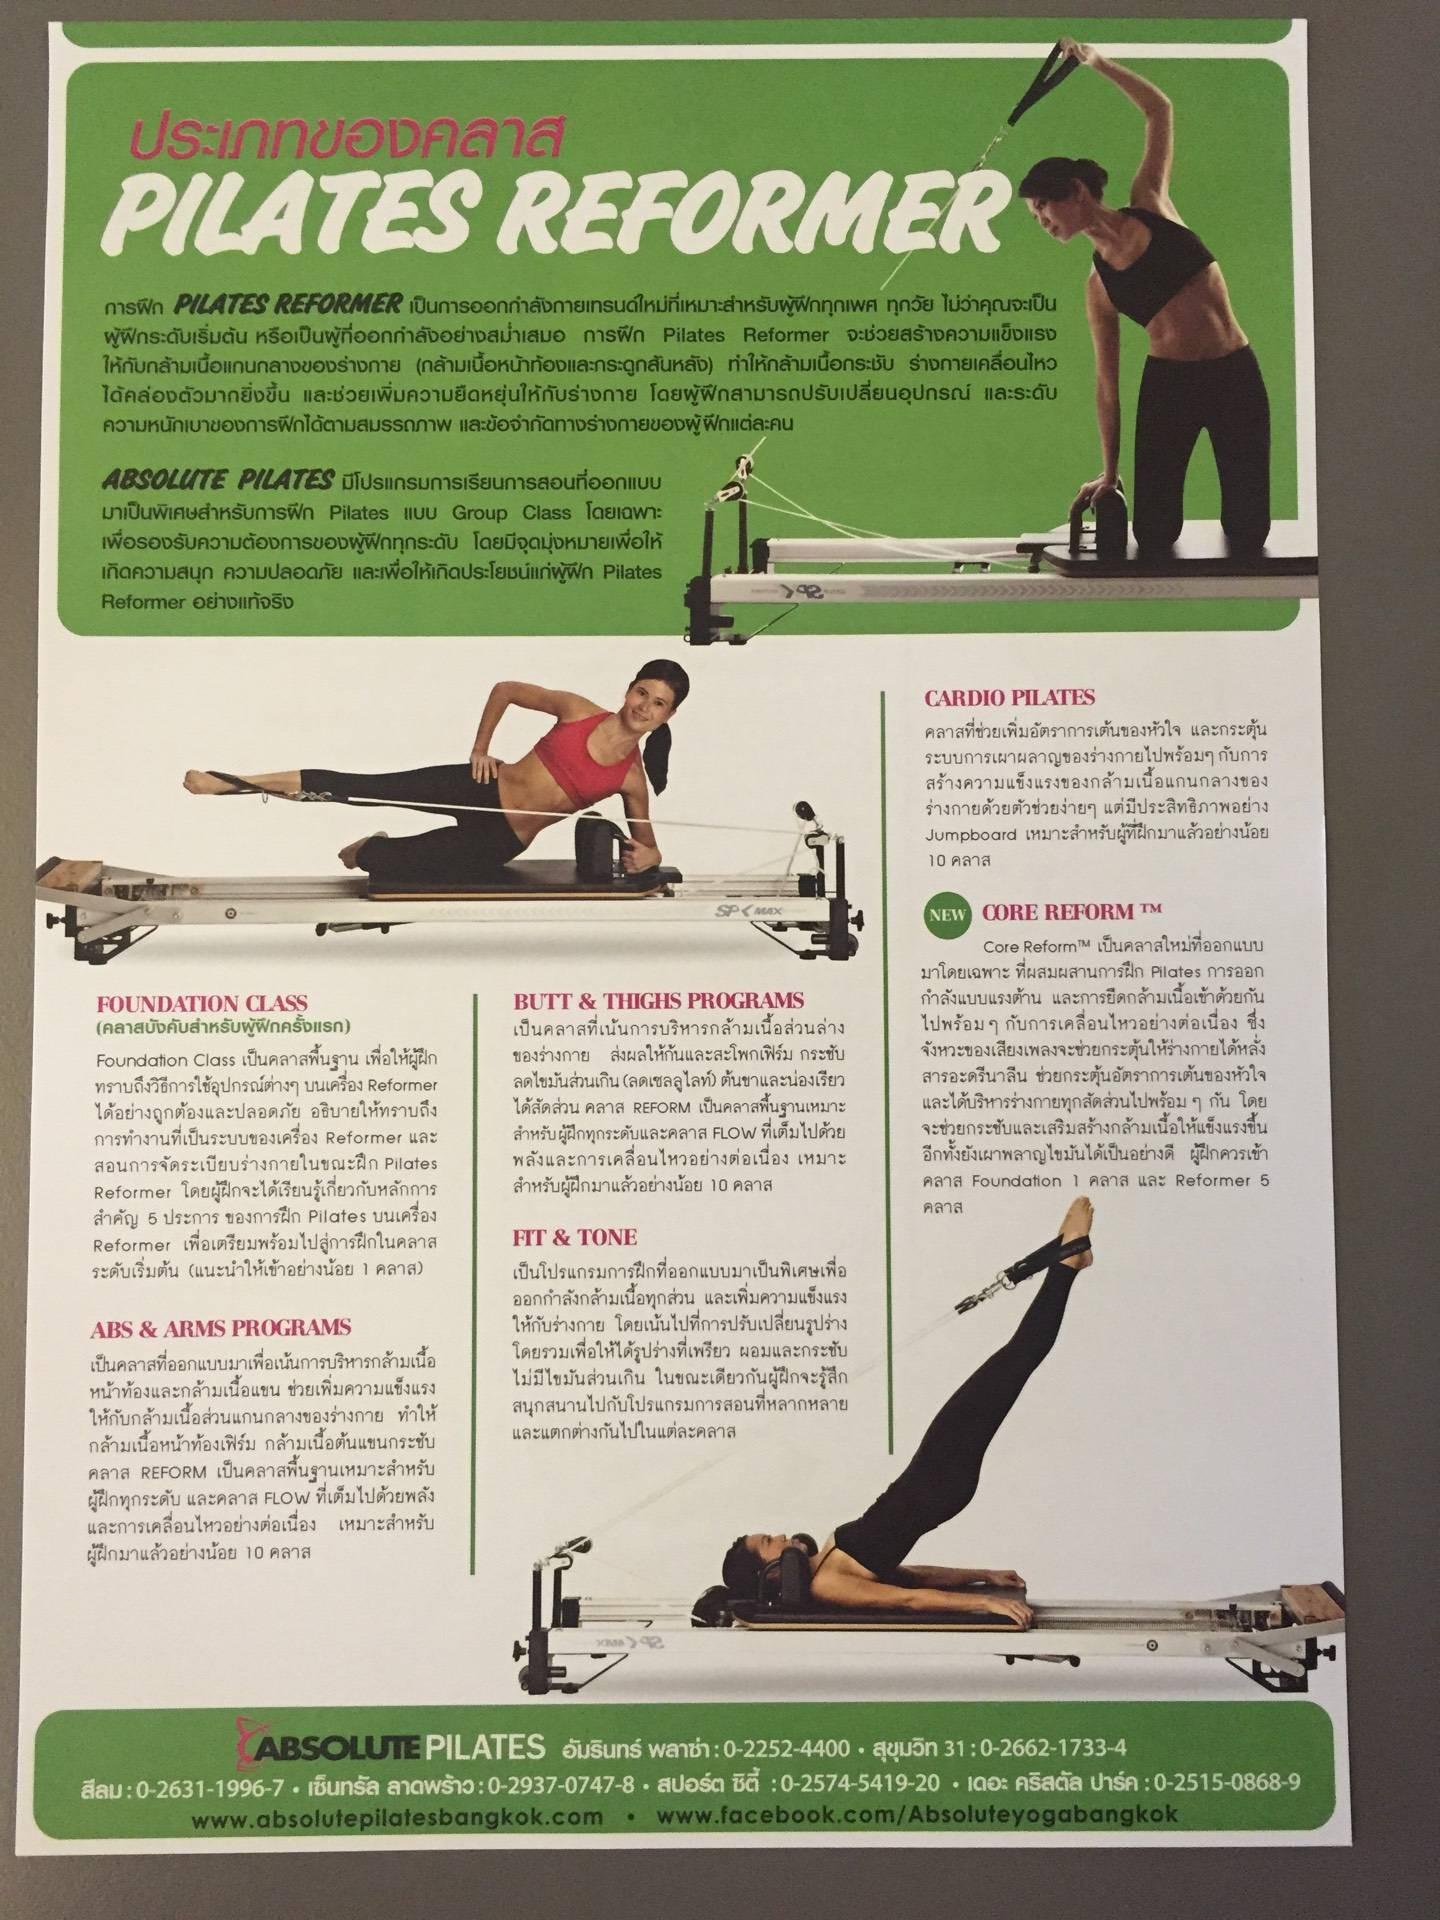 ประเภทของคลาส
PILATES REFORMER
การฝึก PILATES REFORMER เป็นการออกกำลังกายเทรนด์ใหม่ที่เหมาะสำหรับผู้ฝึกทุกเพศ ทุกวัย ไม่ว่าคุณจะเป็น
ผู้ฝึกระดับเริ่มต้น หรือเป็นผู้ที่ออกกำลังอย่างสม่ำเสมอ การฝึก Pilates Reformer จะช่วยสร้างความแข็งแรง
ให้กับกล้ามเนื้อแกนกลางของร่างกาย (กล้ามเนื้อหน้าท้องและกระดูกสันหลัง) ทำให้กล้ามเนื้อกระชับ ร่างกายเคลื่อนไหว
ได้คล่องตัวมากยิ่งขึ้น และช่วยเพิ่มความยืดหยุ่นให้กับร่างกาย โดยผู้ฝึกสามารถปรับเปลี่ยนอุปกรณ์ และระดับ
ความหนักเบาของการฝึกได้ตามสมรรถภาพ และข้อจำกัดทางร่างกายของผู้ฝึกแต่ละคน
ABSOLUTE PILATES มีโปรแกรมการเรียนการสอนที่ออกแบบ
มาเป็นพิเศษสำหรับการฝึก Pilates แบบ Group Class โดยเฉพาะ
เพื่อรองรับความต้องการของผู้ฝึกทุกระดับ โดยมีจุดมุ่งหมายเพื่อให้
เกิดความสนุก ความปลอดภัย และเพื่อให้เกิดประโยชน์แก่ผู้ฝึก Pilates
Reformer อย่างแท้จริง
SPX MAX
FOUNDATION CLASS
(คลาสบังคับสำหรับผู้ฝึกครั้งแรก)
Foundation Class เป็นคลาสพื้นฐาน เพื่อให้ผู้ฝึก
ทราบถึงวิธีการใช้อุปกรณ์ต่างๆ บนเครื่อง Reformer
ได้อย่างถูกต้องและปลอดภัย อธิบายให้ทราบถึง
การทำงานที่เป็นระบบของเครื่อง Reformer และ
สอนการจัดระเบียบร่างกายในขณะฝึก Pilates
Reformer โดยผู้ฝึกจะได้เรียนรู้เกี่ยวกับหลักการ
สำคัญ 5 ประการ ของการฝึก Pilates บนเครื่อง
Reformer เพื่อเตรียมพร้อมไปสู่การฝึกในคลาส
ระดับเริ่มต้น (แนะนำให้เข้าอย่างน้อย 1 คลาส)
ABS & ARMS PROGRAMS
เป็นคลาสที่ออกแบบมาเพื่อเน้นการบริหารกล้ามเนื้อ
หน้าท้องและกล้ามเนื้อแขน ช่วยเพิ่มความแข็งแรง
ให้กับกล้ามเนื้อส่วนแกนกลางของร่างกาย ทำให้
กล้ามเนื้อหน้าท้องเฟิร์ม กล้ามเนื้อต้นแขนกระชับ
คลาส REFORM เป็นคลาสพื้นฐานเหมาะสำหรับ
ผู้ฝึกทุกระดับ และคลาส FLOW ที่เต็มไปด้วยพลัง
และการเคลื่อนไหวอย่างต่อเนื่อง เหมาะสำหรับ
ผู้ฝึกมาแล้วอย่างน้อย 10 คลาส
BUTT & THIGHS PROGRAMS
เป็นคลาสที่เน้นการบริหารกล้ามเนื้อส่วนล่าง
ของร่างกาย ส่งผลให้ก้นและสะโพกเฟิร์ม กระชับ
ลดไขมันส่วนเกิน (ลดเซลลูไลท์) ต้นขาและน่องเรียว
ได้สัดส่วน คลาส REFORM เป็นคลาสพื้นฐานเหมาะ
สำหรับผู้ฝึกทุกระดับและคลาส FLOW ที่เต็มไปด้วย
พลังและการเคลื่อนไหวอย่างต่อเนื่อง เหมาะ
สำหรับผู้ฝึกมาแล้วอย่างน้อย 10 คลาส
FIT & TONE
เป็นโปรแกรมการฝึกที่ออกแบบมาเป็นพิเศษเพื่อ
ออกกำลังกล้ามเนื้อทุกส่วน และเพิ่มความแข็งแรง
ให้กับร่างกาย โดยเน้นไปที่การปรับเปลี่ยนรูปร่าง
โดยรวมเพื่อให้ได้รูปร่างที่เพรียว ผอมและกระชับ
ไม่มีไขมันส่วนเกิน ในขณะเดียวกันผู้ฝึกจะรู้สึก
สนุกสนานไปกับโปรแกรมการสอนที่หลากหลาย
และแตกต่างกันไปในแต่ละคลาส
CARDIO PILATES
คลาสที่ช่วยเพิ่มอัตราการเต้นของหัวใจ และกระตุ้น
ระบบการเผาผลาญของร่างกายไปพร้อมๆ กับการ
สร้างความแข็งแรงของกล้ามเนื้อแกนกลางของ
ร่างกายด้วยตัวช่วยง่ายๆ แต่มีประสิทธิภาพอย่าง
Jumpboard เหมาะสำหรับผู้ที่ฝึกมาแล้วอย่างน้อย
10 คลาส
NEW CORE REFORM ™
Core Reform™ เป็นคลาสใหม่ที่ออกแบบ
มาโดยเฉพาะ ที่ผสมผสานการฝึก Pilates การออก
กำลังแบบแรงต้าน และการยืดกล้ามเนื้อเข้าด้วยกัน
ไปพร้อม ๆ กับการเคลื่อนไหวอย่างต่อเนื่อง ซึ่ง
จังหวะของเสียงเพลงจะช่วยกระตุ้นให้ร่างกายได้หลั่ง
สารอะดรีนาลีน ช่วยกระตุ้นอัตราการเต้นของหัวใจ
และได้บริหารร่างกายทุกสัดส่วนไปพร้อม ๆ กัน โดย
จะช่วยกระชับและเสริมสร้างกล้ามเนื้อให้แข็งแรงขึ้น
อีกทั้งยังเผาพลาญไขมันได้เป็นอย่างดี ผู้ฝึกควรเข้า
คลาส Foundation 1 คลาส และ Reformer 5
คลาส
ABSOLUTE PILATES อัมรินทร์ พลาซ่า : 0-2252-4400 • สุขุมวิท 31 : 0-2662-1733-4
สีลม : 0-2631-1996-7 • เซ็นทรัล ลาดพร้าว : 0-2937-0747-8 • สปอร์ต ซิตี้ : 0-2574-5419-20 • เดอะ คริสตัล ปาร์ค : 0-2515-0868-9
www.absolutepilatesbangkok.com • www.facebook.com/Absoluteyogabangkok